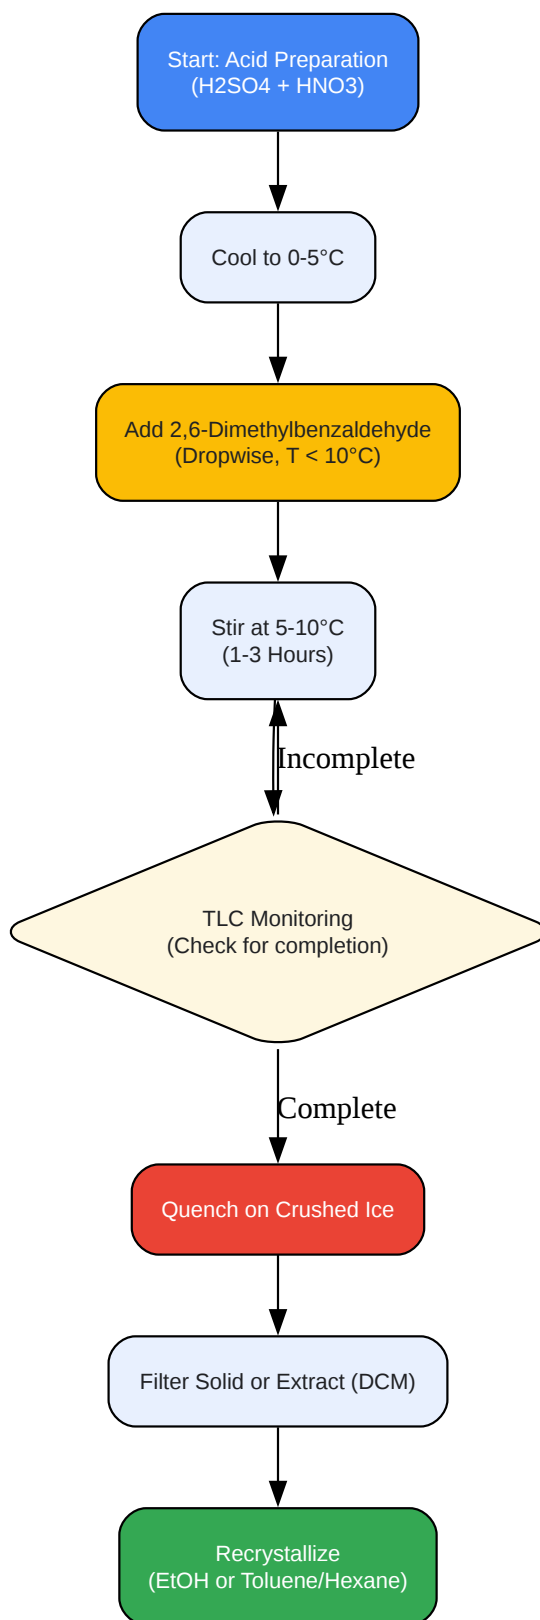 Start: Acid Preparation
(H2SO4 + HNO3)
Cool to 0-5°C
Add 2,6-Dimethylbenzaldehyde
(Dropwise, T < 10°C)
Stir at 5-10°C
(1-3 Hours)
Incomplete
TLC Monitoring
(Check for completion)
Complete
Quench on Crushed Ice
Filter Solid or Extract (DCM)
Recrystallize
(EtOH or Toluene/Hexane)